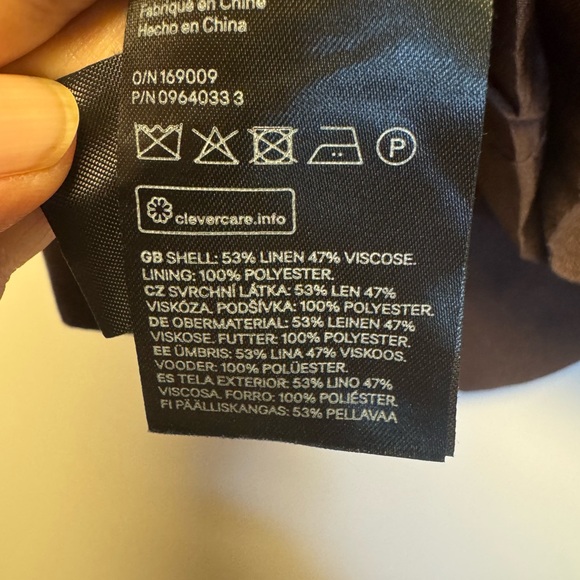 Fabriqué en Chine
Hecho en China
O/N 169009
P/N 0964033 3
P
clevercare.info
GB SHELL: 53% LINEN 47% VISCOSE.
LINING: 100% POLYESTER.
CZ SVRCHNÍ LÁTKA: 53% LEN 47%
VISKÓZA. PODŠÍVKA: 100% POLYESTER.
DE OBERMATERIAL: 53% LEINEN 47%
VISKOSE. FUTTER: 100% POLYESTER.
EE ÜMBRIS: 53% LINA 47% VISKOOS.
VOODER: 100% POLÜESTER.
ES TELA EXTERIOR: 53% LINO 47%
VISCOSA. FORRO: 100% POLIÉSTER.
FI PÄÄLLISKANGAS: 53% PELLAVAA